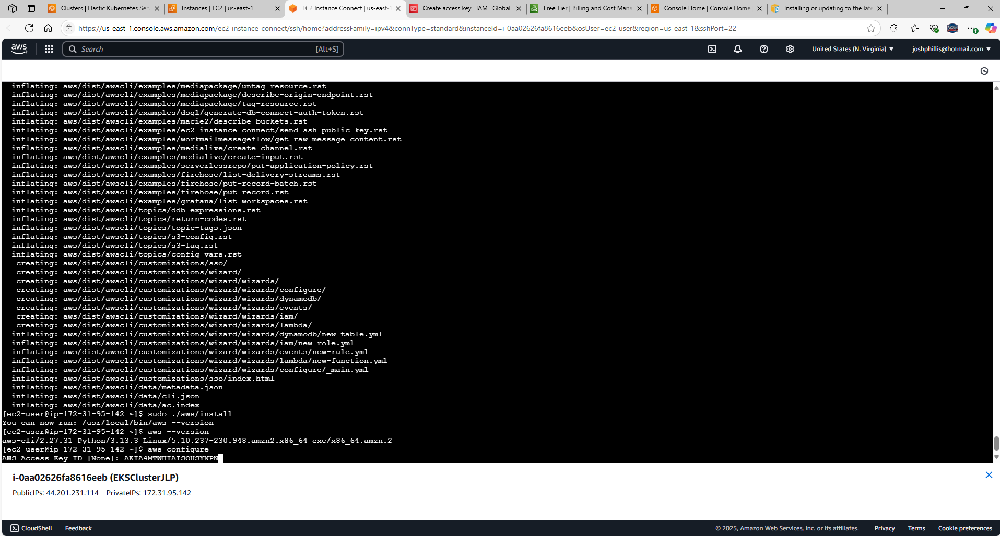 Clusters | Elastic Kubernetes Ser
Instances | EC2 | us-east-1
EC2 Instance Connect | us-east-
Create access key | IAM | Global
Free Tier | Billing and Cost Mana
Console Home | Console Home
Installing or updating to the late
https://us-east-1.console.aws.amazon.com/ec2-instance-connect/ssh/home?addressFamily=ipv4&connType=standard&instanceId=i-0aa02626fa8616eeb&osUser=ec2-user&region=us-east-1&sshPort=22
aws
Search
[Alt+S]
United States (N. Virginia)
joshphillis@hotmail.com
inflating: aws/dist/awscli/examples/mediapackage/untag-resource.rst
inflating: aws/dist/awscli/examples/mediapackage/describe-origin-endpoint.rst
inflating: aws/dist/awscli/examples/mediapackage/tag-resource.rst
inflating: aws/dist/awscli/examples/dsql/generate-db-connect-auth-token.rst
inflating: aws/dist/awscli/examples/macie2/describe-buckets.rst
inflating: aws/dist/awscli/examples/ec2-instance-connect/send-ssh-public-key.rst
inflating: aws/dist/awscli/examples/workmailmessageflow/get-raw-message-content.rst
inflating: aws/dist/awscli/examples/medialive/create-channel.rst
inflating: aws/dist/awscli/examples/medialive/create-input.rst
inflating: aws/dist/awscli/examples/serverlessrepo/put-application-policy.rst
inflating: aws/dist/awscli/examples/firehose/list-delivery-streams.rst
inflating: aws/dist/awscli/examples/firehose/put-record-batch.rst
inflating: aws/dist/awscli/examples/firehose/put-record.rst
inflating: aws/dist/awscli/examples/grafana/list-workspaces.rst
inflating: aws/dist/awscli/topics/ddb-expressions.rst
inflating: aws/dist/awscli/topics/return-codes.rst
inflating: aws/dist/awscli/topics/topic-tags.json
inflating: aws/dist/awscli/topics/s3-config.rst
inflating: aws/dist/awscli/topics/s3-faq.rst
inflating: aws/dist/awscli/topics/config-vars.rst
creating: aws/dist/awscli/customizations/sso/
creating: aws/dist/awscli/customizations/wizard/
creating: aws/dist/awscli/customizations/wizard/wizards/
creating: aws/dist/awscli/customizations/wizard/wizards/configure/
creating: aws/dist/awscli/customizations/wizard/wizards/dynamodb/
creating: aws/dist/awscli/customizations/wizard/wizards/events/
creating: aws/dist/awscli/customizations/wizard/wizards/iam/
creating: aws/dist/awscli/customizations/wizard/wizards/lambda/
inflating: aws/dist/awscli/customizations/wizard/wizards/dynamodb/new-table.yml
inflating: aws/dist/awscli/customizations/wizard/wizards/iam/new-role.yml
inflating: aws/dist/awscli/customizations/wizard/wizards/events/new-rule.yml
inflating: aws/dist/awscli/customizations/wizard/wizards/lambda/new-function.yml
inflating: aws/dist/awscli/customizations/wizard/wizards/configure/_main.yml
inflating: aws/dist/awscli/customizations/sso/index.html
inflating: aws/dist/awscli/data/metadata.json
inflating: aws/dist/awscli/data/cli.json
inflating: aws/dist/awscli/data/ac.index
[ec2-user@ip-172-31-95-142 ~]$ sudo ./aws/install
You can now run: /usr/local/bin/aws --version
[ec2-user@ip-172-31-95-142 ~]$ aws --version
aws-cli/2.27.31 Python/3.13.3 Linux/5.10.237-230.948.amzn2.x86_64 exe/x86_64.amzn.2
[ec2-user@ip-172-31-95-142 ~]$ aws configure
AWS Access Key ID [None]: AKIA4MTWHIAISOHSYNPN
i-0aa02626fa8616eeb (EKSClusterJLP)
PublicIPs: 44.201.231.114 PrivateIPs: 172.31.95.142
CloudShell
Feedback
© 2025, Amazon Web Services, Inc. or its affiliates.
Privacy
Terms
Cookie preferences